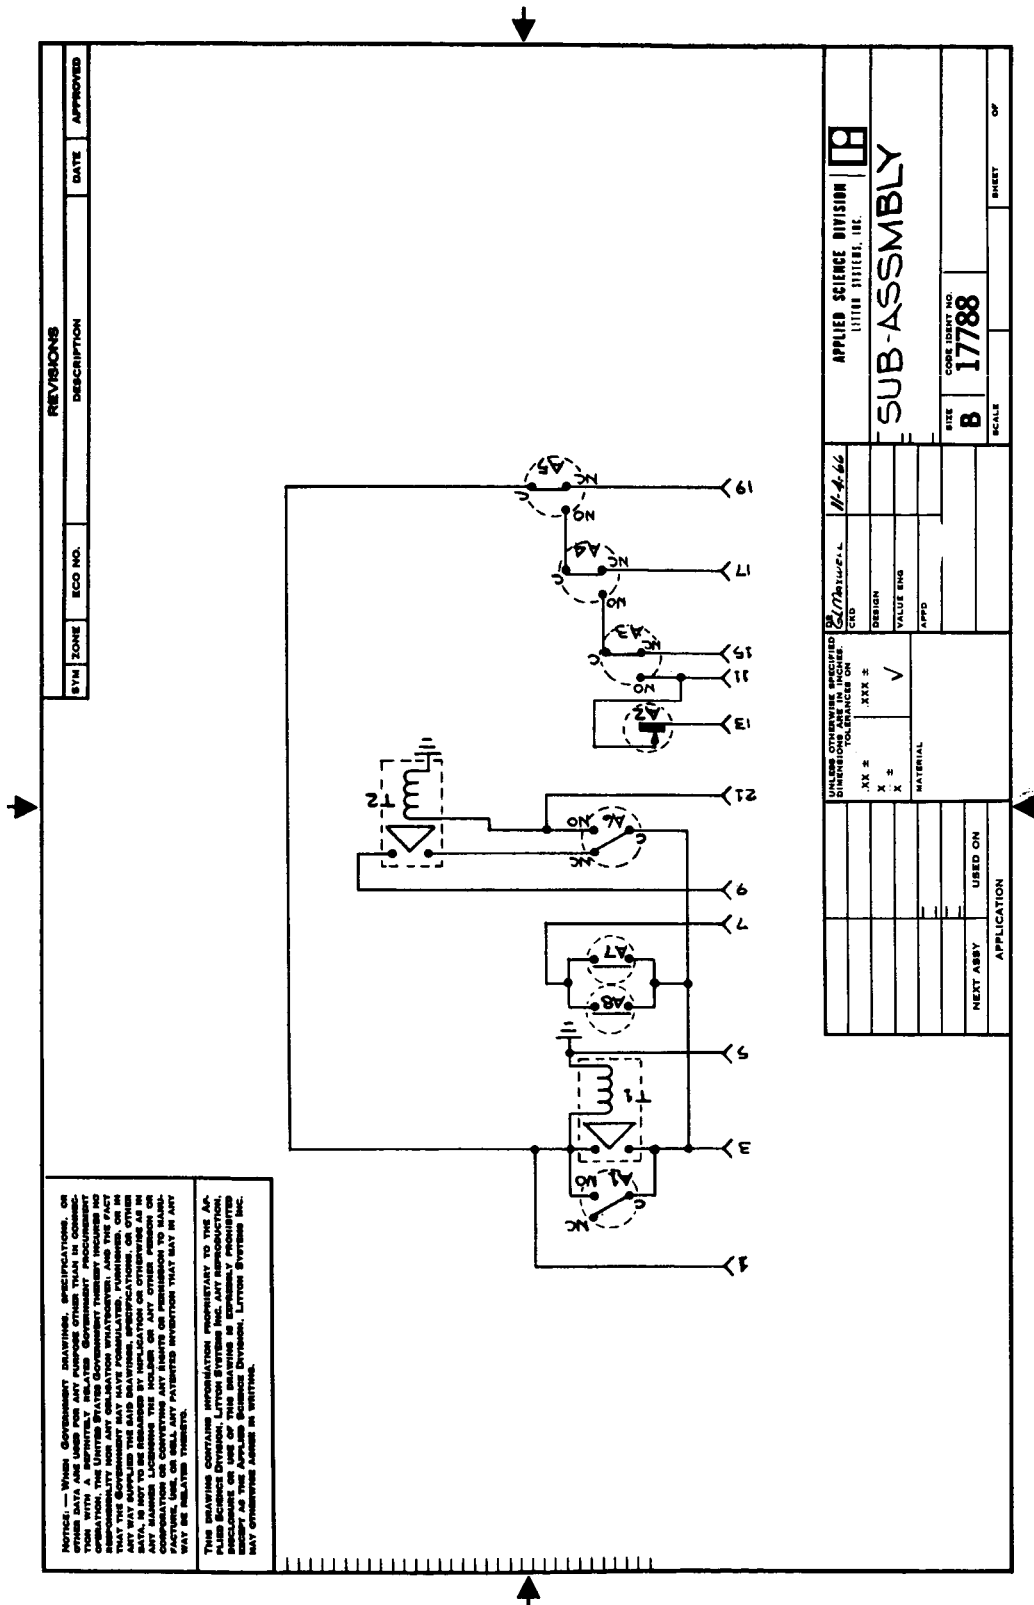 REVISIONS
SYM ZONE ECO NO. DESCRIPTION DATE APPROVED
NOTICE: — WHEN GOVERNMENT DRAWINGS, SPECIFICATIONS, OR
OTHER DATA ARE USED FOR ANY PURPOSE OTHER THAN IN CONNEC-
TION WITH A DEFINITELY RELATED GOVERNMENT PROCUREMENT
OPERATION, THE UNITED STATES GOVERNMENT THEREBY INCURES NO
RESPONSIBILITY NOR ANY OBLIGATION WHATSOEVER; AND THE FACT
THAT THE GOVERNMENT MAY HAVE FORMULATED, FURNISHED, OR IN
ANY WAY SUPPLIED THE SAID DRAWINGS, SPECIFICATIONS, OR OTHER
DATA, IS NOT TO BE REGARDED BY IMPLICATION OR OTHERWISE AS IN
ANY MANNER LICENSING THE HOLDER OR ANY OTHER PERSON OR
CORPORATION OR CONVEYING ANY RIGHTS OR PERMISSION TO MANU-
FACTURE, USE, OR SELL ANY PATENTED INVENTION THAT MAY IN ANY
WAY BE RELATED THERETO.
THIS DRAWING CONTAINS INFORMATION PROPRIETARY TO THE AP-
PLIED SCIENCE DIVISION, LITTON SYSTEMS INC. ANY REPRODUCTION,
DISCLOSURE OR USE OF THIS DRAWING IS EXPRESSLY PROHIBITED
EXCEPT AS THE APPLIED SCIENCE DIVISION, LITTON SYSTEMS INC.
MAY OTHERWISE AGREE IN WRITING.
1
3
5
7
9
21
13
11
15
17
19
A1
C
NO
NC
T1
A8
A7
A6
C
NO
NC
T2
A2
A3
C
NO
NC
A4
C
NO
NC
A5
C
NO
NC
NEXT ASSY USED ON
APPLICATION
UNLESS OTHERWISE SPECIFIED
DIMENSIONS ARE IN INCHES.
TOLERANCES ON
.XX ± .XXX ±
X ±
X
MATERIAL
DR GL Maxwell 11-4-66
CKD
DESIGN
VALUE ENG
APPD
APPLIED SCIENCE DIVISION
LITTON SYSTEMS, INC.
SUB-ASSMBLY
SIZE B
CODE IDENT NO. 17788
SCALE SHEET OF